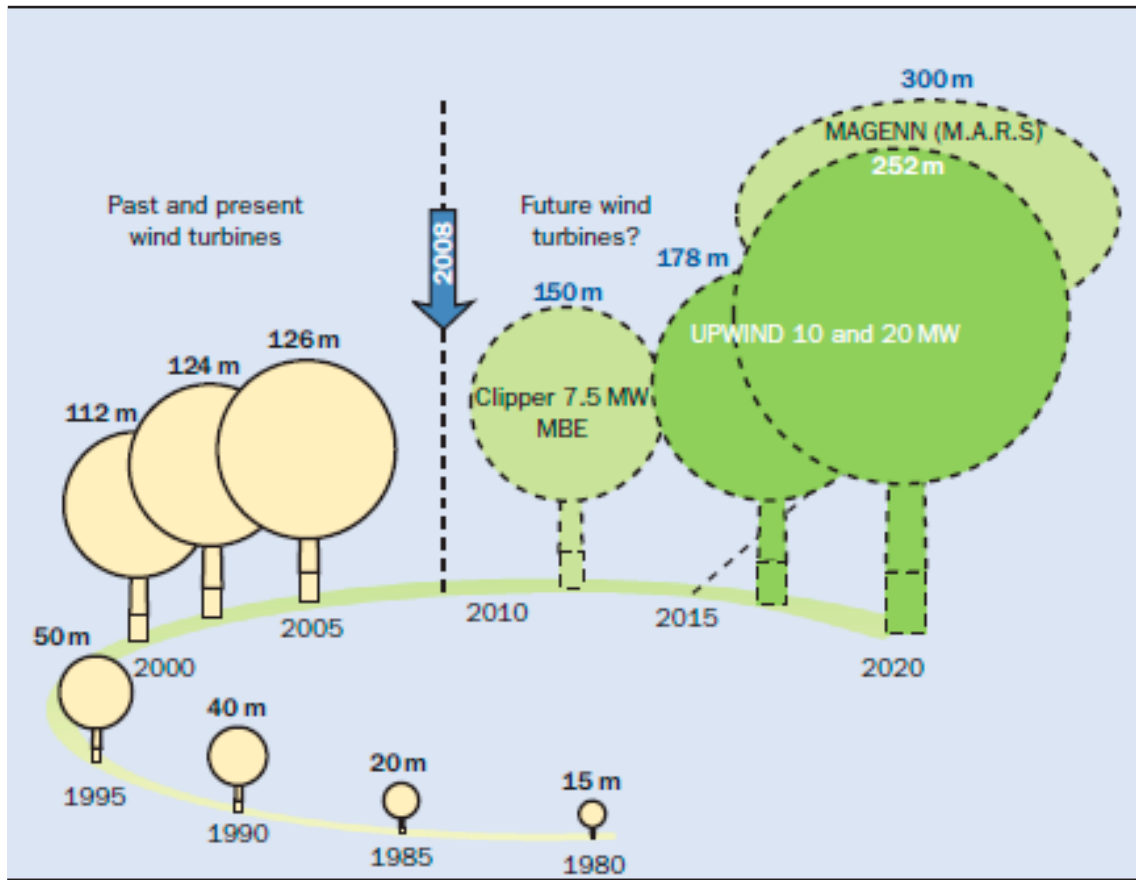 300 m
MAGENN (M.A.R.S)
252 m
Past and present
wind turbines
2008
Future wind
turbines?
178 m
150 m
UPWIND 10 and 20 MW
126 m
124 m
112 m
Clipper 7.5 MW
MBE
2010
2015
2005
50 m
2000
2020
40 m
20 m
15 m
1995
1990
1985
1980